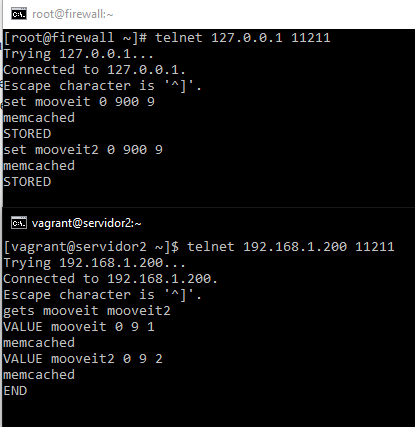 root@firewall:~
[root@firewall ~]# telnet 127.0.0.1 11211
Trying 127.0.0.1...
Connected to 127.0.0.1.
Escape character is '^]'.
set mooveit 0 900 9
memcached
STORED
set mooveit2 0 900 9
memcached
STORED
vagrant@servidor2:~
[vagrant@servidor2 ~]$ telnet 192.168.1.200 11211
Trying 192.168.1.200...
Connected to 192.168.1.200.
Escape character is '^]'.
gets mooveit mooveit2
VALUE mooveit 0 9 1
memcached
VALUE mooveit2 0 9 2
memcached
END